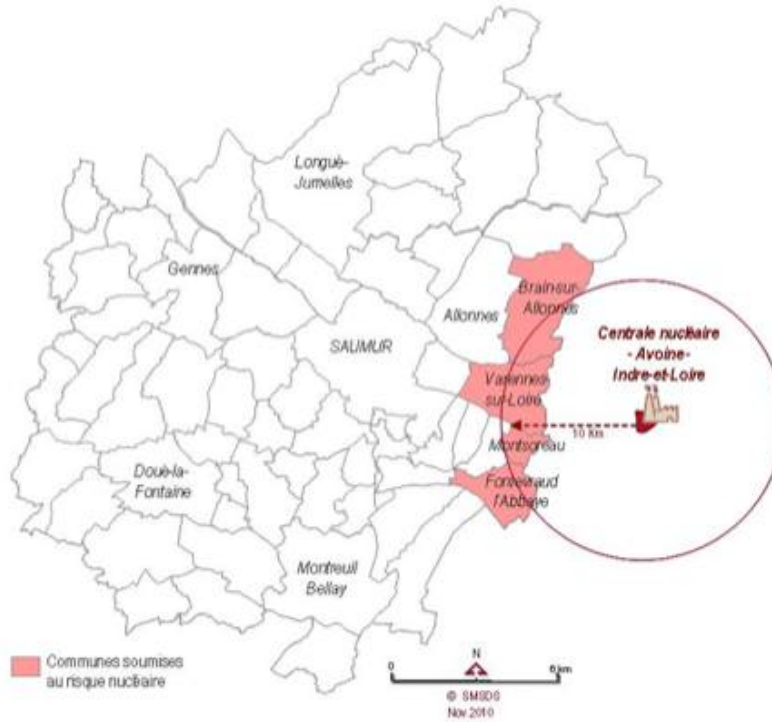 Longué-
Jumelles
Gennes
Brain-sur-
Allonnes
Allonnes
Centrale nucléaire
- Avoine-
Indre-et-Loire
SAUMUR
Varennes-
sur-Loire
10 Km
Montsoreau
Doué-la-
Fontaine
Fontevraud
l'Abbaye
Montreuil
Bellay
Communes soumises
au risque nucléaire
N
0
6 km
© SMSDS
Nov.2010